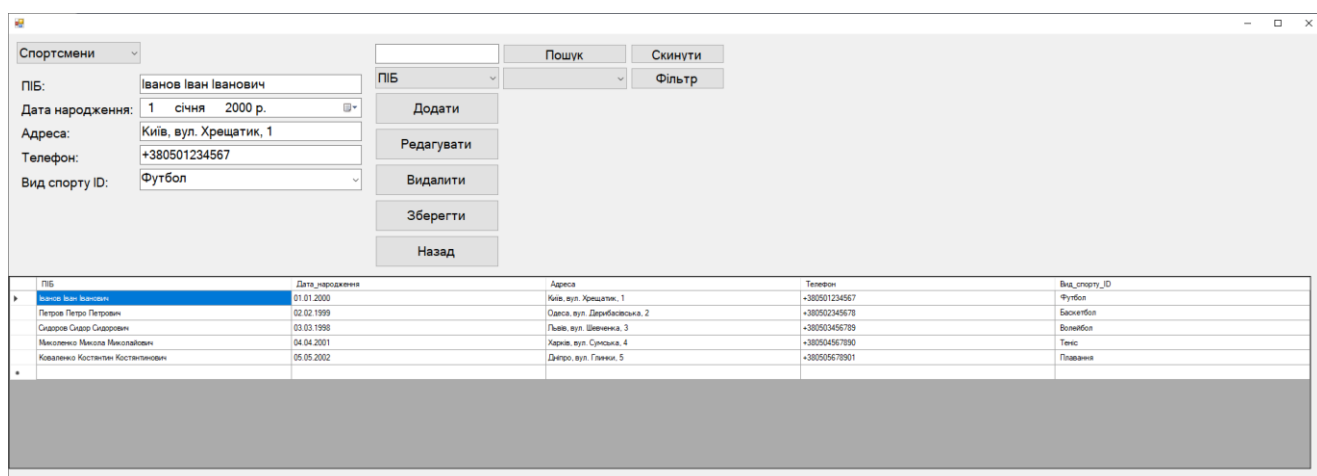 Спортсмени
Пошук Скинути
ПІБ: Іванов Іван Іванович ПІБ Фільтр
Дата народження: 1 січня 2000 р. Додати
Адреса: Київ, вул. Хрещатик, 1
Телефон: +380501234567 Редагувати
Вид спорту ID: Футбол Видалити
Зберегти
Назад
ПІБ Дата_народження Адреса Телефон Вид_спорту_ID
Іванов Іван Іванович 01.01.2000 Київ, вул. Хрещатик, 1 +380501234567 Футбол
Петров Петро Петрович 02.02.1999 Одеса, вул. Дерибасівська, 2 +380502345678 Баскетбол
Сидоров Сидор Сидорович 03.03.1998 Львів, вул. Шевченка, 3 +380503456789 Волейбол
Миколенко Микола Миколайович 04.04.2001 Харків, вул. Сумська, 4 +380504567890 Теніс
Коваленко Костянтин Костянтинович 05.05.2002 Дніпро, вул. Глинки, 5 +380505678901 Плавання